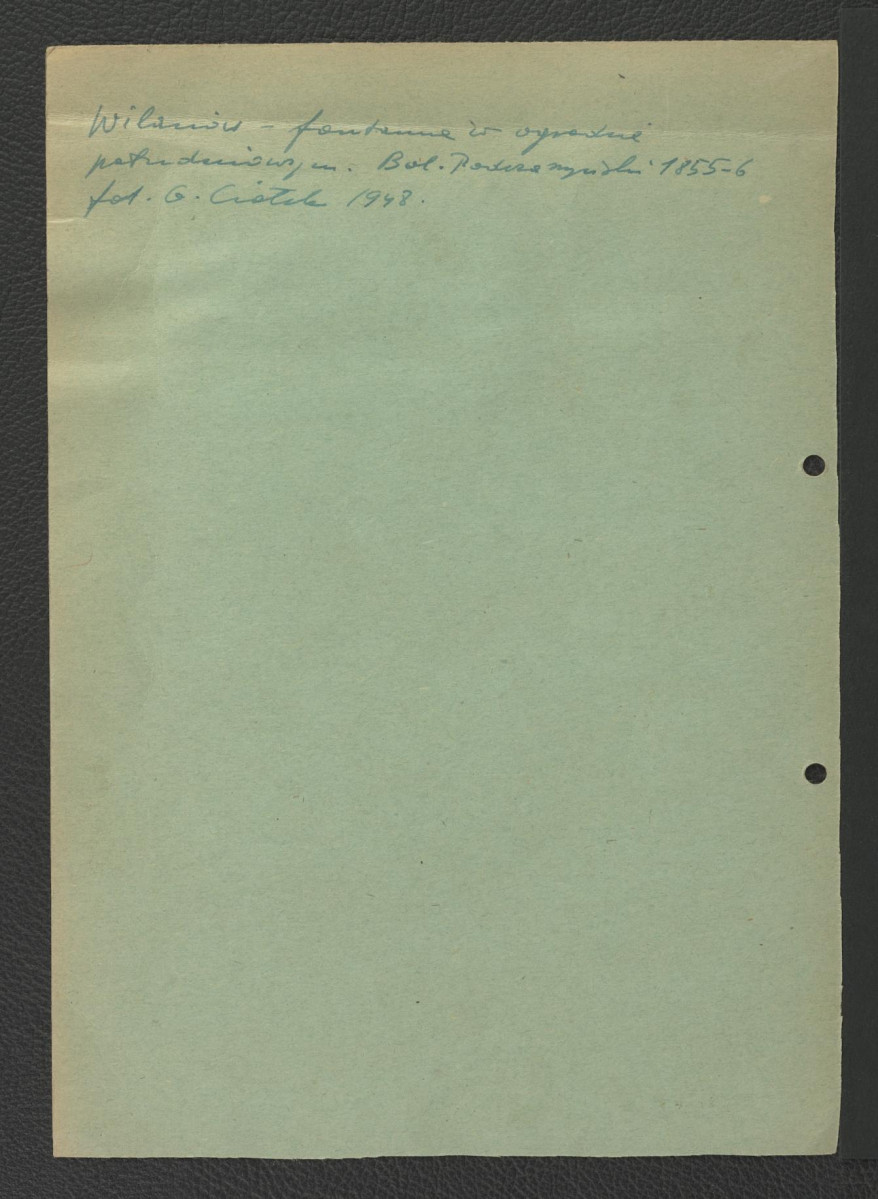 Wilanów – fontanna w ogrodzie
południowym. Bol. Podczaszyński 1855-6
fot. G. Ciołek 1948.